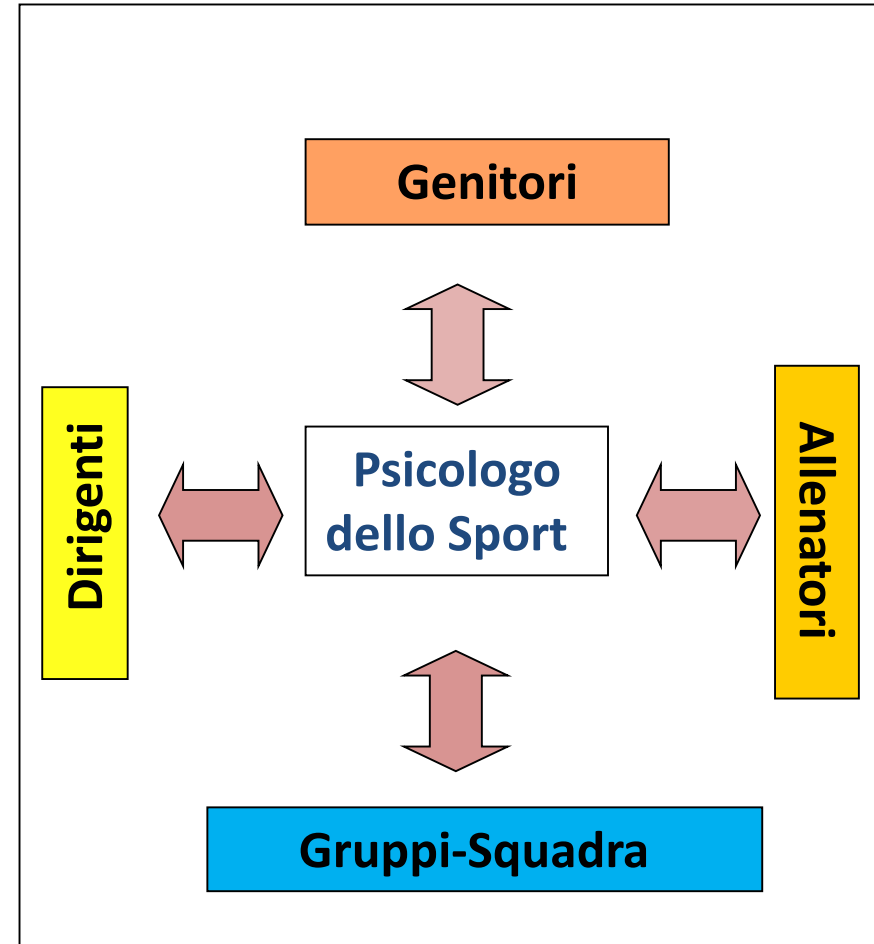 Genitori
Dirigenti
Psicologo
dello Sport
Allenatori
Gruppi-Squadra